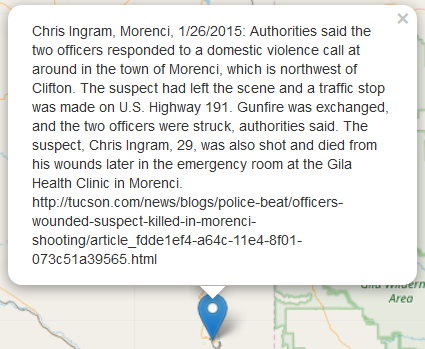 ×
Chris Ingram, Morenci, 1/26/2015: Authorities said the
two officers responded to a domestic violence call at
around in the town of Morenci, which is northwest of
Clifton. The suspect had left the scene and a traffic stop
was made on U.S. Highway 191. Gunfire was exchanged,
and the two officers were struck, authorities said. The
suspect, Chris Ingram, 29, was also shot and died from
his wounds later in the emergency room at the Gila
Health Clinic in Morenci.
http://tucson.com/news/blogs/police-beat/officers-
wounded-suspect-killed-in-morenci-
shooting/article_fdde1ef4-a64c-11e4-8f01-
073c51a39565.html
Area